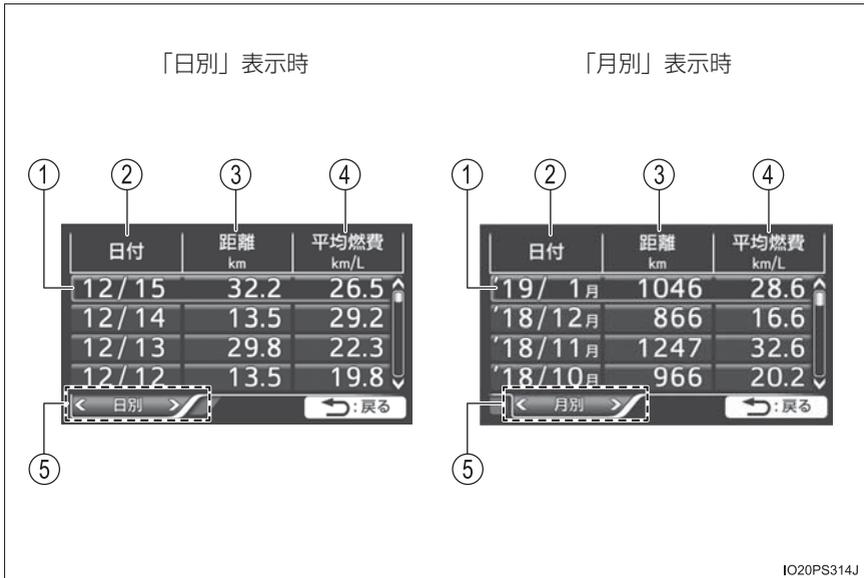 「日別」表示時 「月別」表示時
① ② ③ ④ ① ② ③ ④
日付 距離 km 平均燃費 km/L
12/15 32.2 26.5
12/14 13.5 29.2
12/13 29.8 22.3
12/12 13.5 19.8
< 日別 > :戻る
⑤
日付 距離 km 平均燃費 km/L
'19/ 1月 1046 28.6
'18/12月 866 16.6
'18/11月 1247 32.6
'18/10月 966 20.2
< 月別 > :戻る
⑤
IO20PS314J